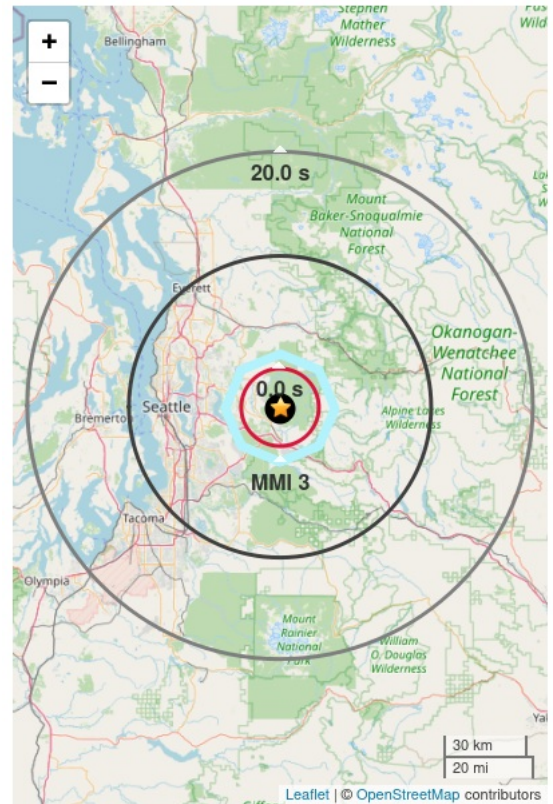 +
−
Stephen
Mather
Wilderness
Bellingham
20.0 s
Mount
Baker-Snoqualmie
National
Forest
Everett
Okanogan-
Wenatchee
National
Forest
0.0 s
Seattle
Bremerton
Alpine Lakes
Wilderness
MMI 3
Tacoma
Olympia
Mount
Rainier
National
Park
William
O. Douglas
Wilderness
30 km
20 mi
Leaflet | © OpenStreetMap contributors